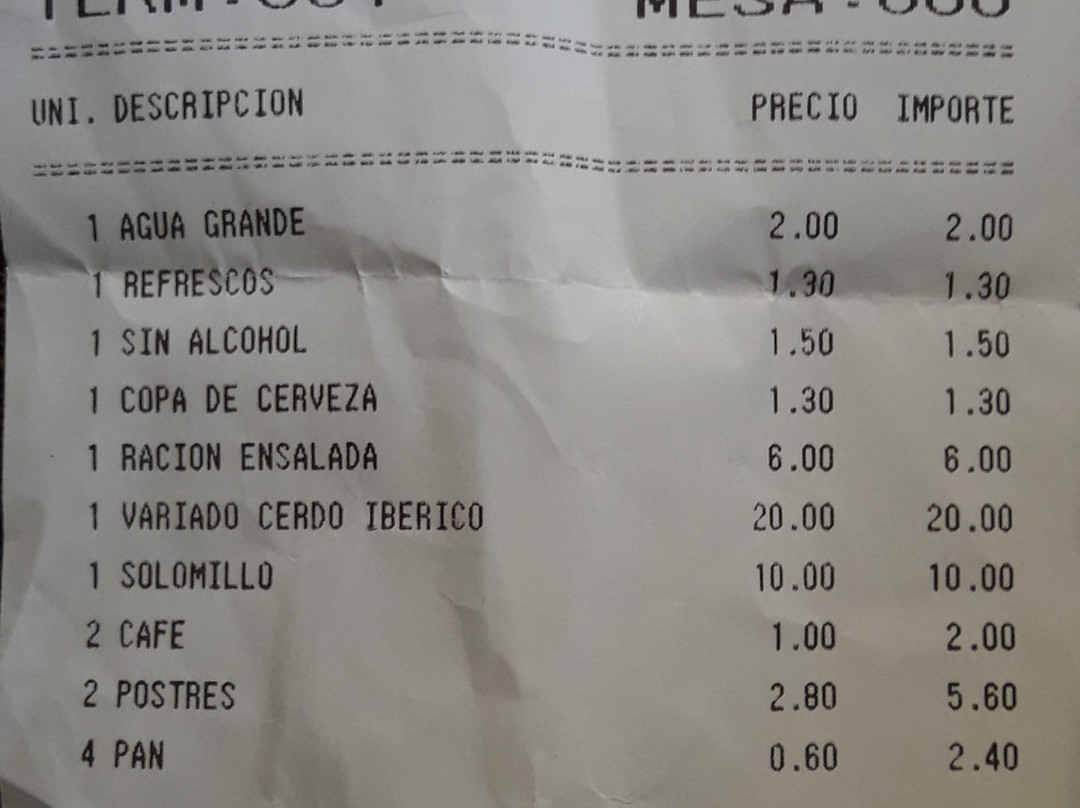 MESA:000
UNI. DESCRIPCION PRECIO IMPORTE
1 AGUA GRANDE 2.00 2.00
1 REFRESCOS 1.30 1.30
1 SIN ALCOHOL 1.50 1.50
1 COPA DE CERVEZA 1.30 1.30
1 RACION ENSALADA 6.00 6.00
1 VARIADO CERDO IBERICO 20.00 20.00
1 SOLOMILLO 10.00 10.00
2 CAFE 1.00 2.00
2 POSTRES 2.80 5.60
4 PAN 0.60 2.40